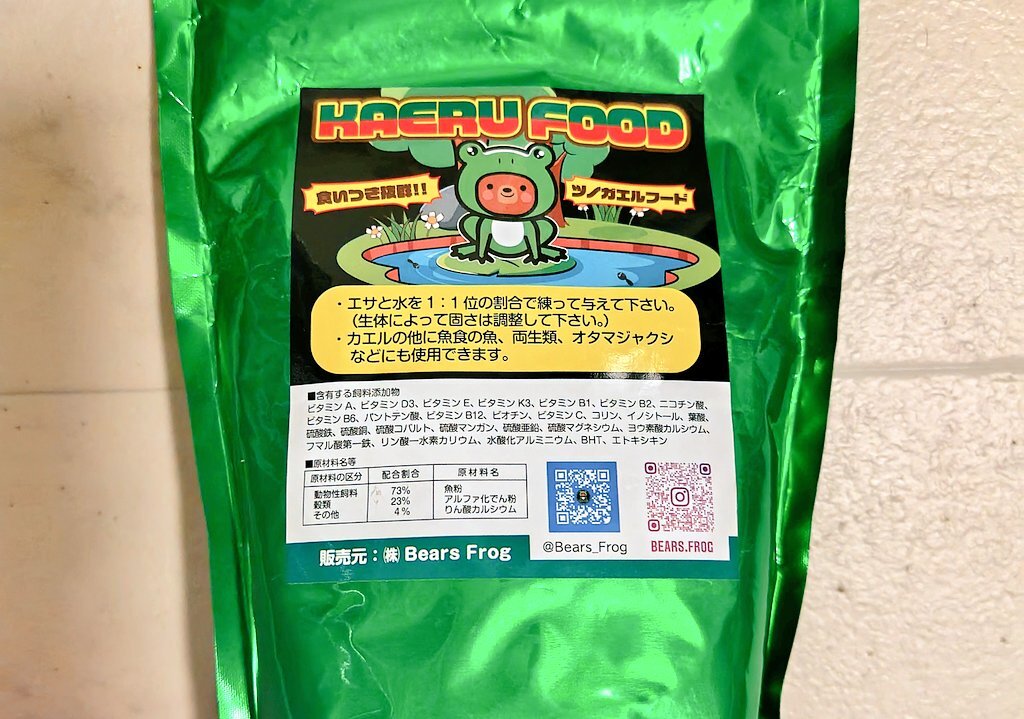 KAERU FOOD
食いつき抜群!!
ツノガエルフード
・エサと水を1:1位の割合で練って与えて下さい。
(生体によって固さは調整して下さい。)
・カエルの他に魚食の魚、両生類、オタマジャクシ
などにも使用できます。
■含有する飼料添加物
ビタミンA、ビタミンD3、ビタミンE、ビタミンK3、ビタミンB1、ビタミンB2、ニコチン酸、
ビタミンB6、パントテン酸、ビタミンB12、ビオチン、ビタミンC、コリン、イノシトール、葉酸、
硫酸鉄、硫酸銅、硫酸コバルト、硫酸マンガン、硫酸亜鉛、硫酸マグネシウム、ヨウ素酸カルシウム、
フマル酸第一鉄、リン酸一水素カリウム、水酸化アルミニウム、BHT、エトキシキン
■原材料名等
原材料の区分 配合割合 原材料名
動物性飼料 73% 魚粉
穀類 23% アルファ化でん粉
その他 4% りん酸カルシウム
@Bears_Frog
BEARS.FROG
販売元:㈱ Bears Frog